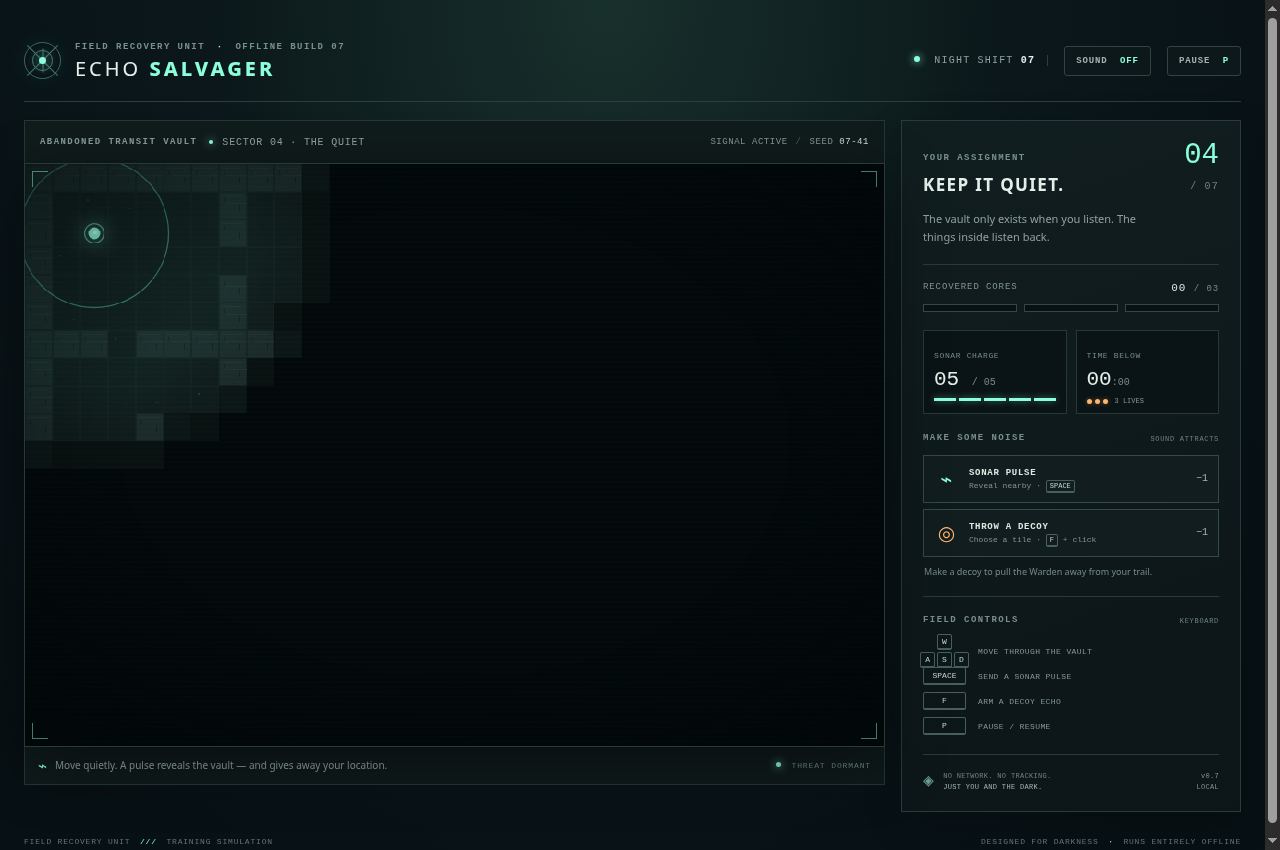 FIELD RECOVERY UNIT · OFFLINE BUILD 07
ECHO SALVAGER
NIGHT SHIFT 07
SOUND OFF
PAUSE P
ABANDONED TRANSIT VAULT • SECTOR 04 · THE QUIET
SIGNAL ACTIVE / SEED 07-41
YOUR ASSIGNMENT
04
KEEP IT QUIET.
/ 07
The vault only exists when you listen. The
things inside listen back.
RECOVERED CORES
00 / 03
SONAR CHARGE
05 / 05
TIME BELOW
00:00
3 LIVES
MAKE SOME NOISE
SOUND ATTRACTS
SONAR PULSE
Reveal nearby · SPACE
−1
THROW A DECOY
Choose a tile · F + click
−1
Make a decoy to pull the Warden away from your trail.
FIELD CONTROLS
KEYBOARD
W
A S D
MOVE THROUGH THE VAULT
SPACE
SEND A SONAR PULSE
F
ARM A DECOY ECHO
P
PAUSE / RESUME
NO NETWORK. NO TRACKING.
JUST YOU AND THE DARK.
v0.7
LOCAL
Move quietly. A pulse reveals the vault — and gives away your location.
THREAT DORMANT
FIELD RECOVERY UNIT /// TRAINING SIMULATION
DESIGNED FOR DARKNESS · RUNS ENTIRELY OFFLINE